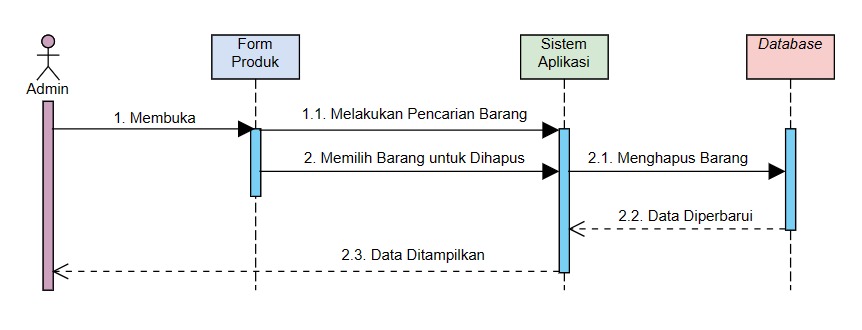 Admin
Form
Produk
Sistem
Aplikasi
Database
1. Membuka
1.1. Melakukan Pencarian Barang
2. Memilih Barang untuk Dihapus
2.1. Menghapus Barang
2.2. Data Diperbarui
2.3. Data Ditampilkan